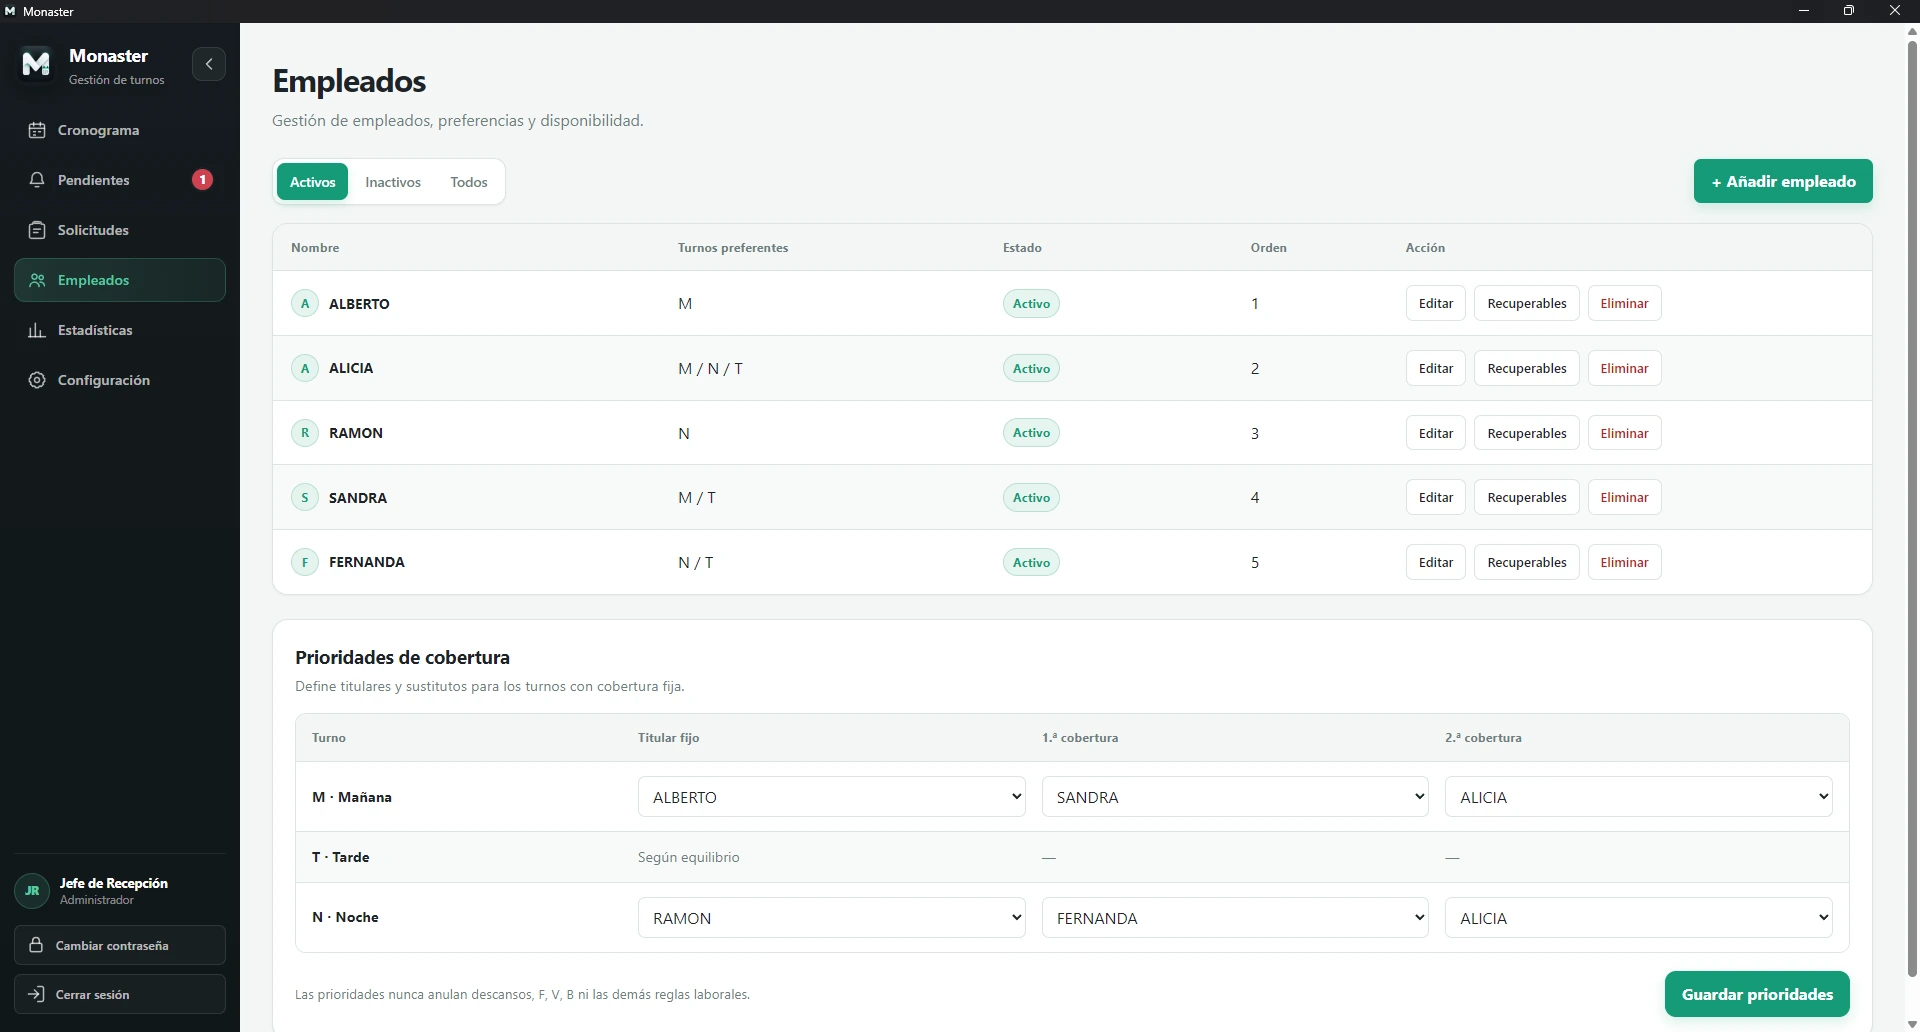 Monaster
Monaster
Gestión de turnos
Cronograma
Pendientes 1
Solicitudes
Empleados
Estadísticas
Configuración
JR Jefe de Recepción
Administrador
Cambiar contraseña
Cerrar sesión
Empleados
Gestión de empleados, preferencias y disponibilidad.
Activos Inactivos Todos
+ Añadir empleado
Nombre Turnos preferentes Estado Orden Acción
A ALBERTO M Activo 1 Editar Recuperables Eliminar
A ALICIA M / N / T Activo 2 Editar Recuperables Eliminar
R RAMON N Activo 3 Editar Recuperables Eliminar
S SANDRA M / T Activo 4 Editar Recuperables Eliminar
F FERNANDA N / T Activo 5 Editar Recuperables Eliminar
Prioridades de cobertura
Define titulares y sustitutos para los turnos con cobertura fija.
Turno Titular fijo 1.ª cobertura 2.ª cobertura
M · Mañana ALBERTO SANDRA ALICIA
T · Tarde Según equilibrio — —
N · Noche RAMON FERNANDA ALICIA
Las prioridades nunca anulan descansos, F, V, B ni las demás reglas laborales.
Guardar prioridades